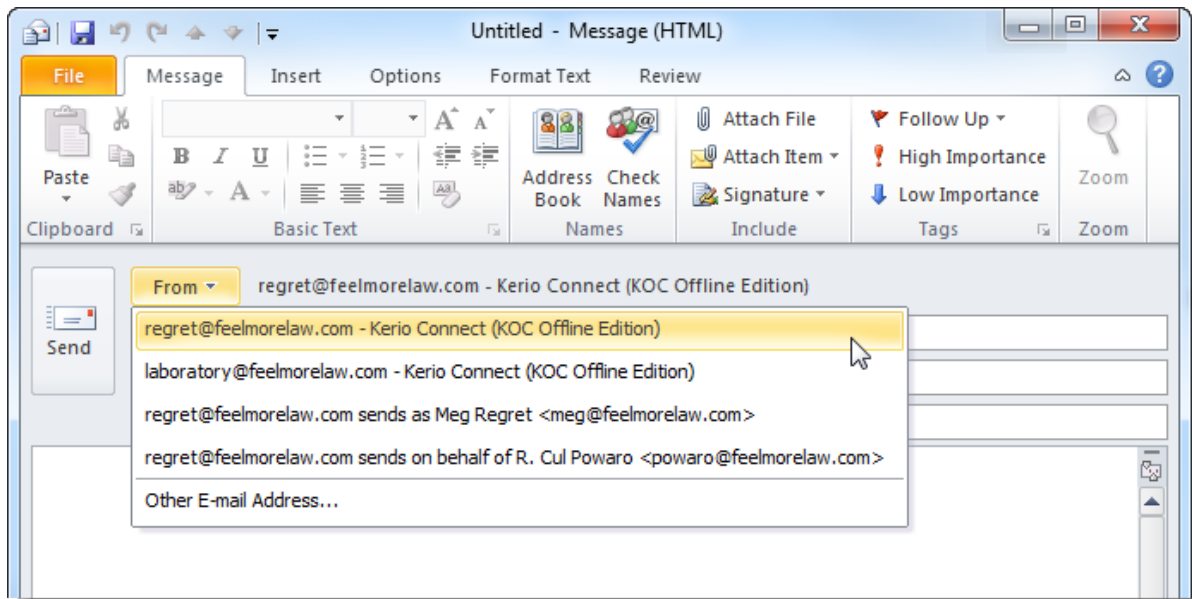 Untitled - Message (HTML)
File Message Insert Options Format Text Review
Paste
Clipboard
B I U
Basic Text
Address Book
Check Names
Names
Attach File
Attach Item
Signature
Include
Follow Up
High Importance
Low Importance
Tags
Zoom
Zoom
Send
From regret@feelmorelaw.com - Kerio Connect (KOC Offline Edition)
regret@feelmorelaw.com - Kerio Connect (KOC Offline Edition)
laboratory@feelmorelaw.com - Kerio Connect (KOC Offline Edition)
regret@feelmorelaw.com sends as Meg Regret <meg@feelmorelaw.com>
regret@feelmorelaw.com sends on behalf of R. Cul Powaro <powaro@feelmorelaw.com>
Other E-mail Address...